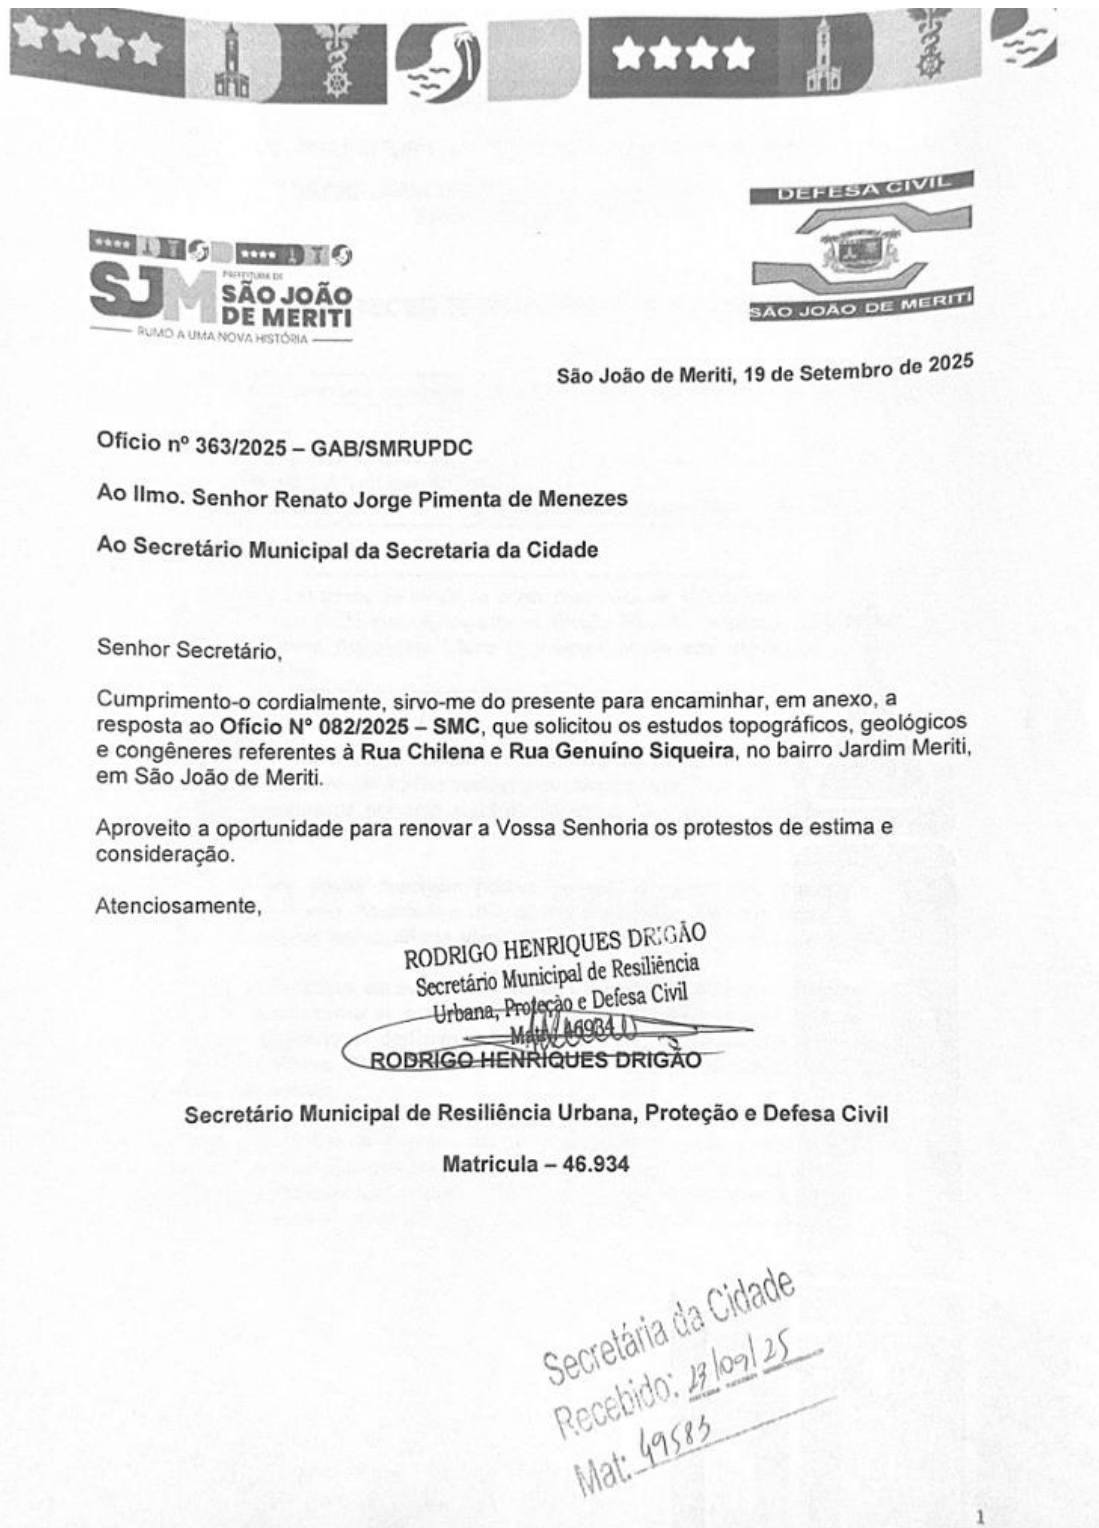 DEFESA CIVIL
SÃO JOÃO DE MERITI
SJM
PREFEITURA DE
SÃO JOÃO
DE MERITI
RUMO A UMA NOVA HISTÓRIA
São João de Meriti, 19 de Setembro de 2025
Ofício nº 363/2025 – GAB/SMRUPDC
Ao Ilmo. Senhor Renato Jorge Pimenta de Menezes
Ao Secretário Municipal da Secretaria da Cidade
Senhor Secretário,
Cumprimento-o cordialmente, sirvo-me do presente para encaminhar, em anexo, a
resposta ao Ofício N° 082/2025 – SMC, que solicitou os estudos topográficos, geológicos
e congêneres referentes à Rua Chilena e Rua Genuíno Siqueira, no bairro Jardim Meriti,
em São João de Meriti.
Aproveito a oportunidade para renovar a Vossa Senhoria os protestos de estima e
consideração.
Atenciosamente,
RODRIGO HENRIQUES DRIGÃO
Secretário Municipal de Resiliência
Urbana, Proteção e Defesa Civil
Matr. 46934
RODRIGO HENRIQUES DRIGÃO
Secretário Municipal de Resiliência Urbana, Proteção e Defesa Civil
Matricula – 46.934
Secretária da Cidade
Recebido: 23/09/25
Mat: 49583
1